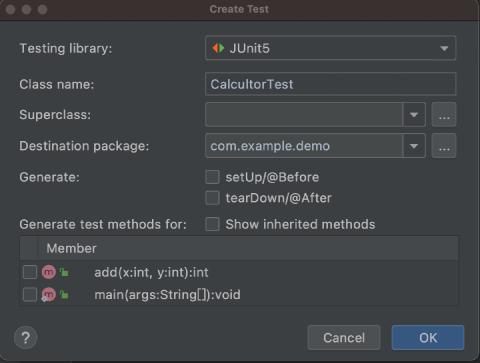 Create Test
Testing library: JUnit5
Class name: CalcultorTest
Superclass: ...
Destination package: com.example.demo ...
Generate: setUp/@Before
tearDown/@After
Generate test methods for: Show inherited methods
Member
m add(x:int, y:int):int
m main(args:String[]):void
? Cancel OK